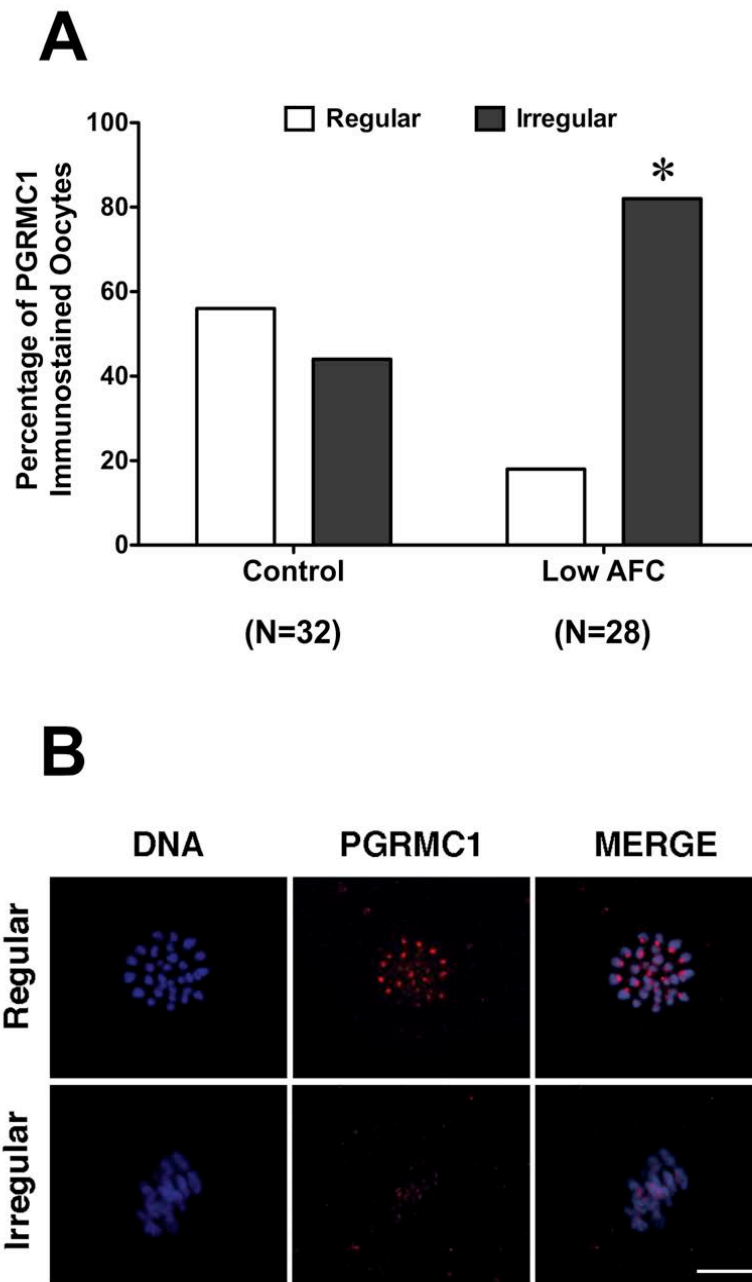 A
Regular Irregular
Percentage of PGRMC1
Immunostained Oocytes
100
80
60
40
20
0
*
Control Low AFC
(N=32) (N=28)
B
DNA PGRMC1 MERGE
Regular
Irregular